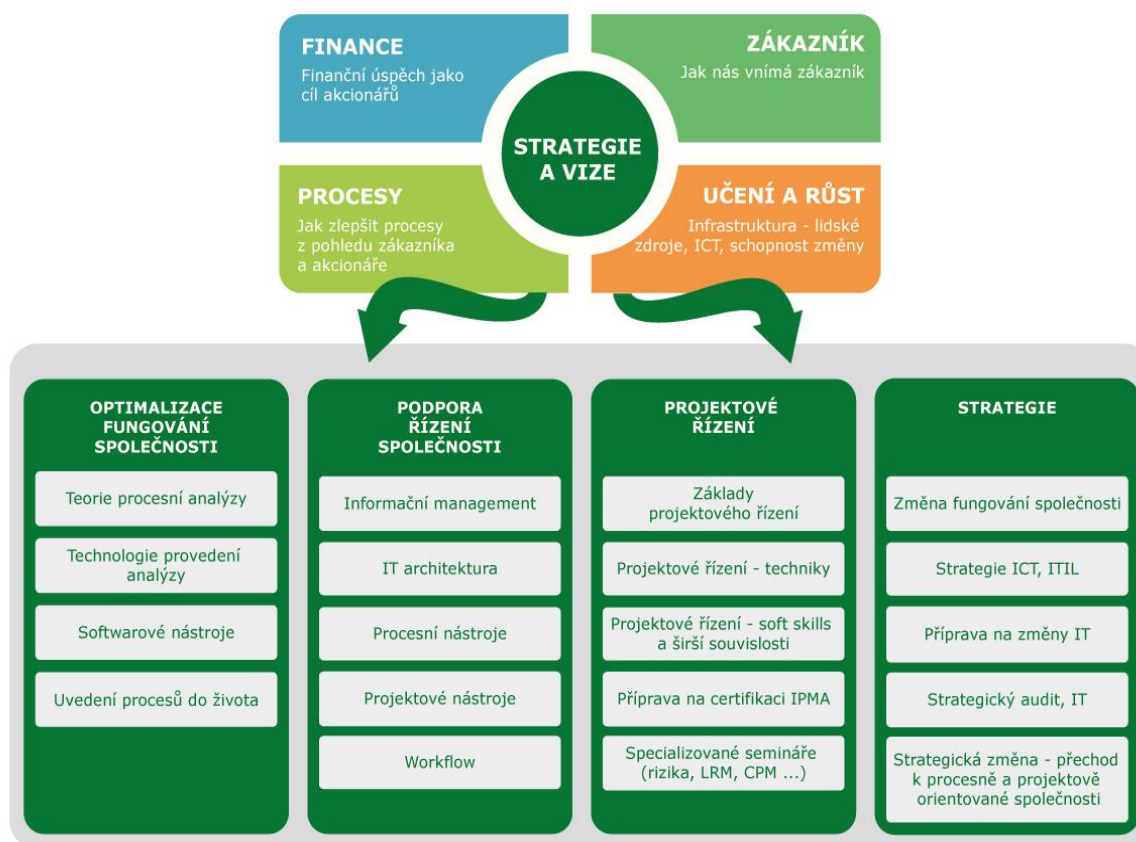 FINANCE
Finanční úspěch jako
cíl akcionářů
ZÁKAZNÍK
Jak nás vnímá zákazník
STRATEGIE
A VIZE
PROCESY
Jak zlepšit procesy
z pohledu zákazníka
a akcionáře
UČENÍ A RŮST
Infrastruktura - lidské
zdroje, ICT, schopnost změny
OPTIMALIZACE
FUNGOVÁNÍ
SPOLEČNOSTI
Teorie procesní analýzy
Technologie provedení
analýzy
Softwarové nástroje
Uvedení procesů do života
PODPORA
ŘÍZENÍ
SPOLEČNOSTI
Informační management
IT architektura
Procesní nástroje
Projektové nástroje
Workflow
PROJEKTOVÉ
ŘÍZENÍ
Základy
projektového řízení
Projektové řízení - techniky
Projektové řízení - soft skills
a širší souvislosti
Příprava na certifikaci IPMA
Specializované semináře
(rizika, LRM, CPM ...)
STRATEGIE
Změna fungování společnosti
Strategie ICT, ITIL
Příprava na změny IT
Strategický audit, IT
Strategická změna - přechod
k procesně a projektově
orientované společnosti